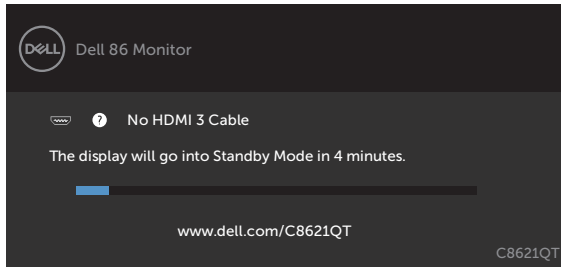 DELL
Dell 86 Monitor
? No HDMI 3 Cable
The display will go into Standby Mode in 4 minutes.
www.dell.com/C8621QT
C8621QT